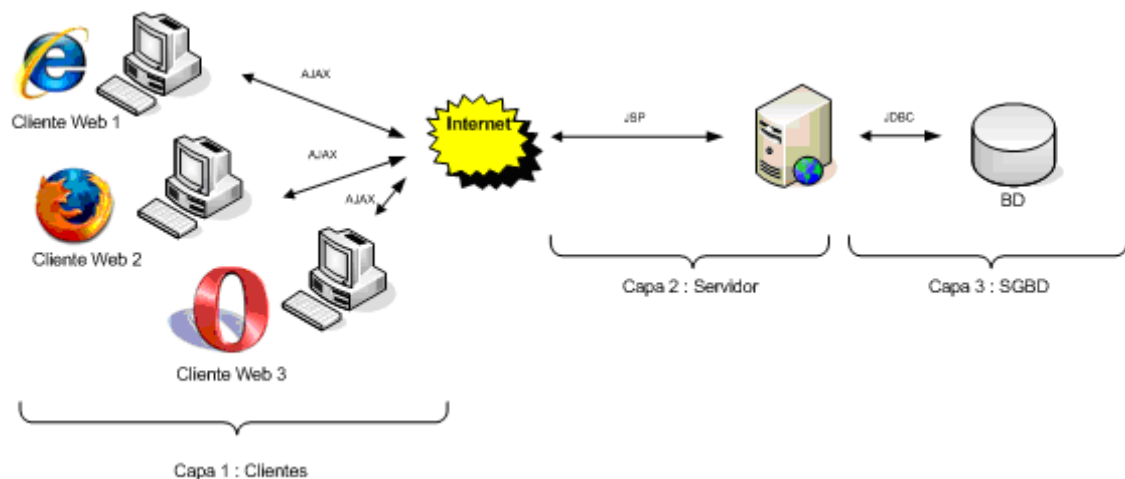 Cliente Web 1
AJAX
Internet
JSP
JDBC
BD
AJAX
Cliente Web 2
AJAX
Cliente Web 3
Capa 2 : Servidor
Capa 3 : SGBD
Capa 1 : Clientes